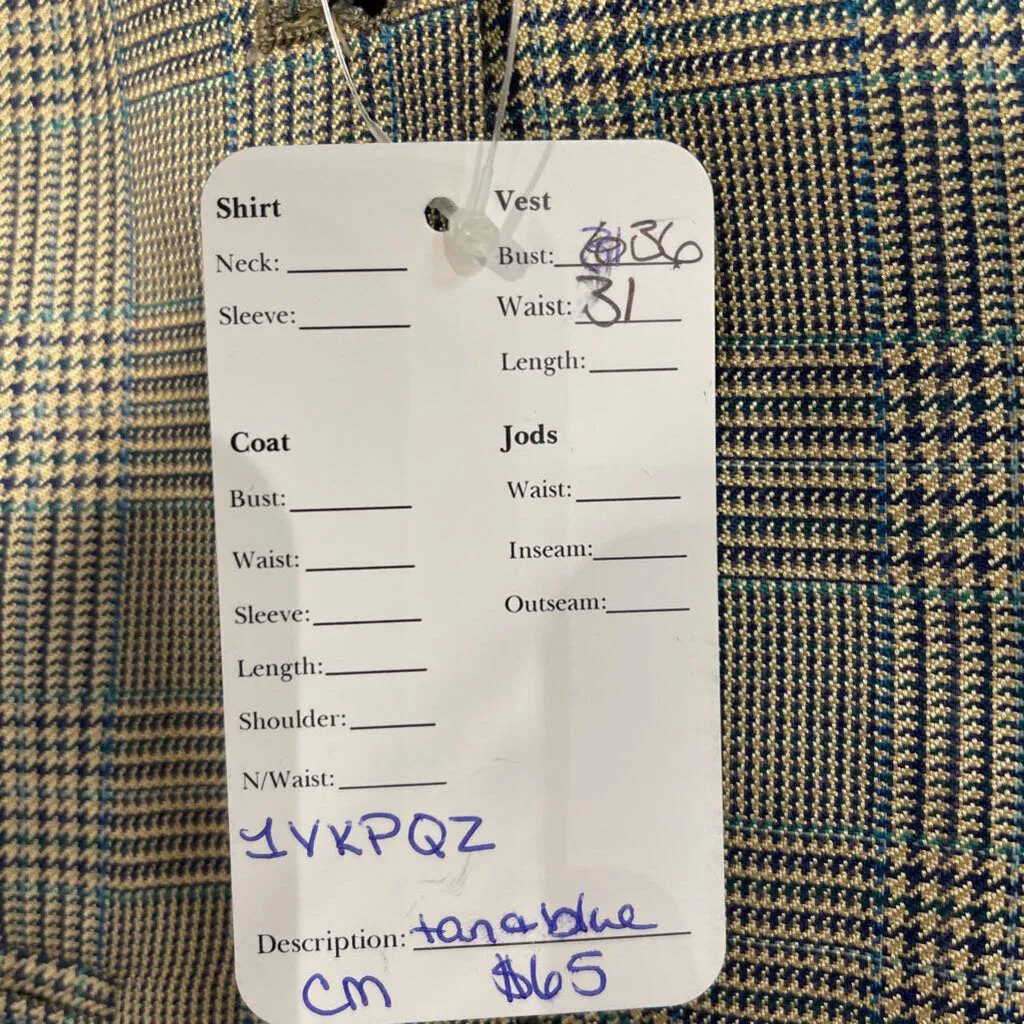 Shirt
Neck:
Sleeve:
Vest
Bust: 36
Waist: 31
Length:
Coat
Bust:
Waist:
Sleeve:
Length:
Shoulder:
N/Waist:
Jods
Waist:
Inseam:
Outseam:
1VKPQZ
Description: tan & blue
CM $65